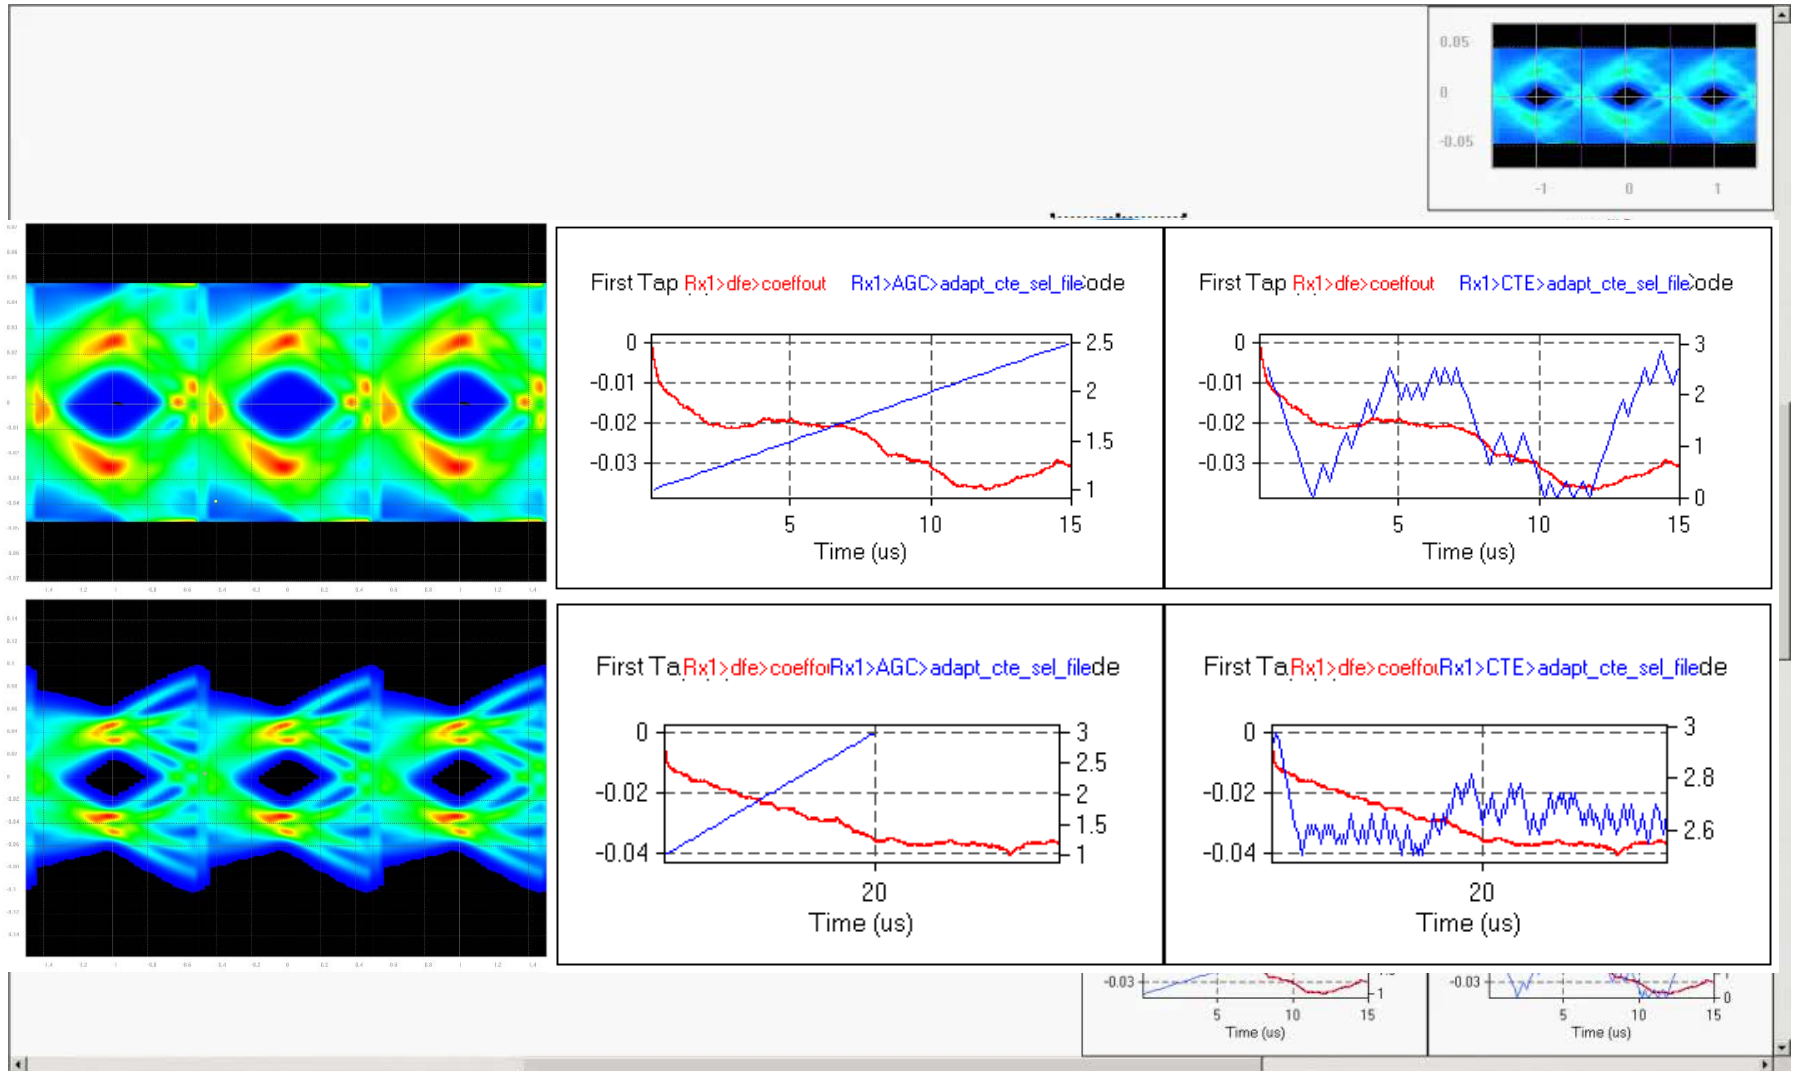 0.05
0
-0.05
-1 0 1
First Tap Rx1>dfe>coeffout Rx1>AGC>adapt_cte_sel_file ode
0
-0.01
-0.02
-0.03
2.5
2
1.5
1
5 10 15
Time (us)
First Tap Rx1>dfe>coeffout Rx1>CTE>adapt_cte_sel_file ode
0
-0.01
-0.02
-0.03
3
2
1
0
5 10 15
Time (us)
First Ta Rx1>dfe>coeffou Rx1>AGC>adapt_cte_sel_file de
0
-0.02
-0.04
3
2.5
2
1.5
1
20
Time (us)
First Ta Rx1>dfe>coeffou Rx1>CTE>adapt_cte_sel_file de
0
-0.02
-0.04
3
2.8
2.6
20
Time (us)
-0.03
1
5 10 15
Time (us)
-0.03
0
5 10 15
Time (us)